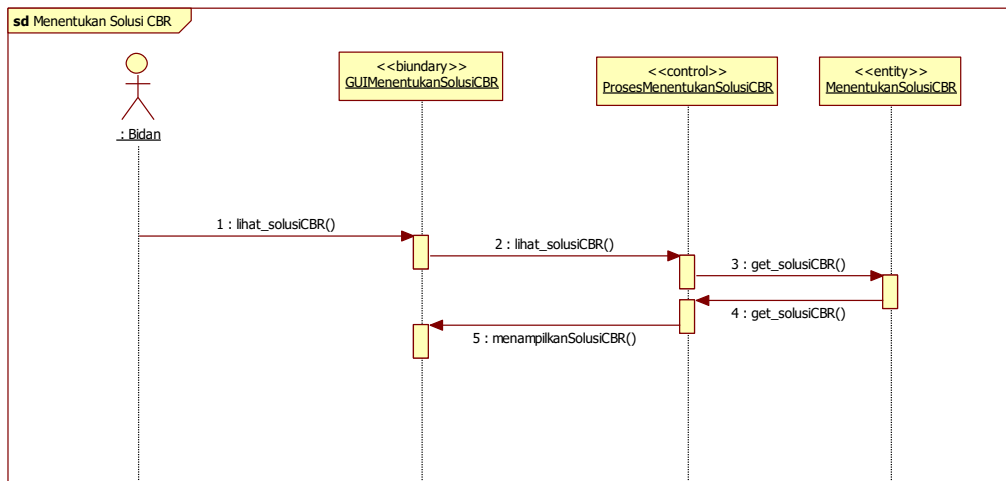 sd Menentukan Solusi CBR
<<biundary>>
GUIMenentukanSolusiCBR
<<control>>
ProsesMenentukanSolusiCBR
<<entity>>
MenentukanSolusiCBR
: Bidan
1 : lihat_solusiCBR()
2 : lihat_solusiCBR()
3 : get_solusiCBR()
4 : get_solusiCBR()
5 : menampilkanSolusiCBR()